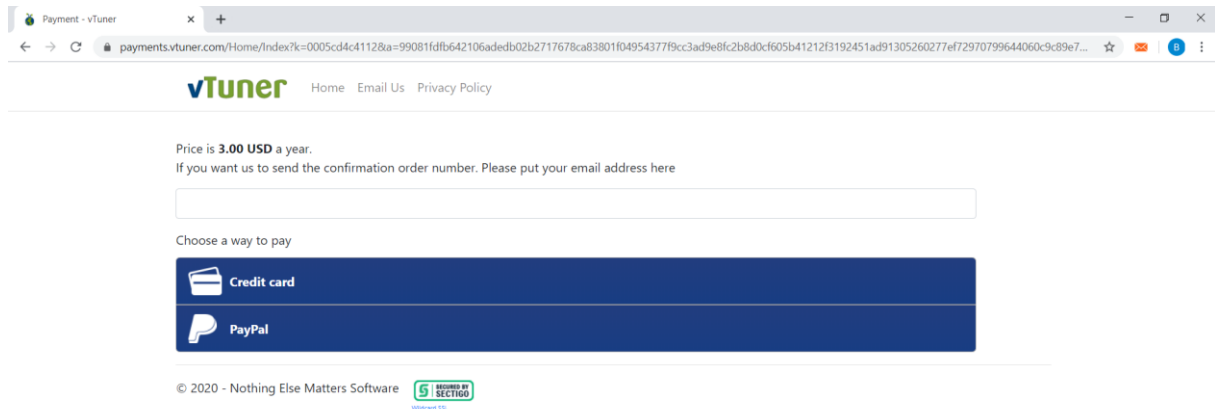 Payment - vTuner
payments.vtuner.com/Home/Index?k=0005cd4c4112&a=99081fdfb642106adedb02b2717678ca83801f04954377f9cc3ad9e8fc2b8d0cf605b41212f3192451ad91305260277ef72970799644060c9c89e7...
B
vTuner Home Email Us Privacy Policy
Price is 3.00 USD a year.
If you want us to send the confirmation order number. Please put your email address here
Choose a way to pay
Credit card
PayPal
© 2020 - Nothing Else Matters Software
S SECURED BY
SECTIGO